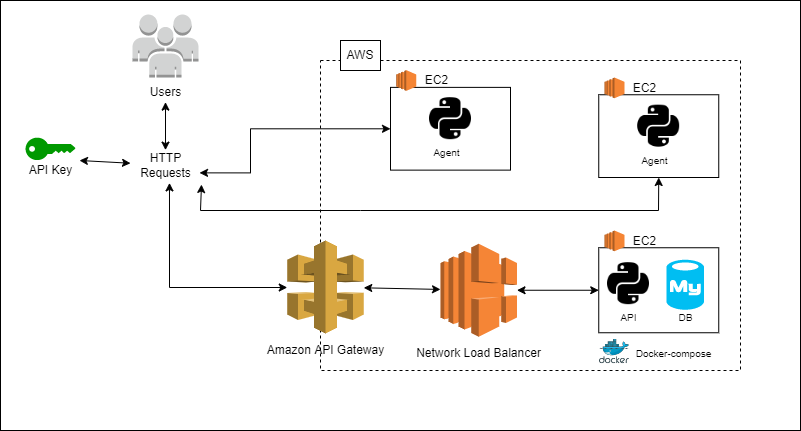 AWS
Users
EC2
Agent
EC2
Agent
API Key
HTTP
Requests
Amazon API Gateway
Network Load Balancer
EC2
API
My
DB
docker
Docker-compose